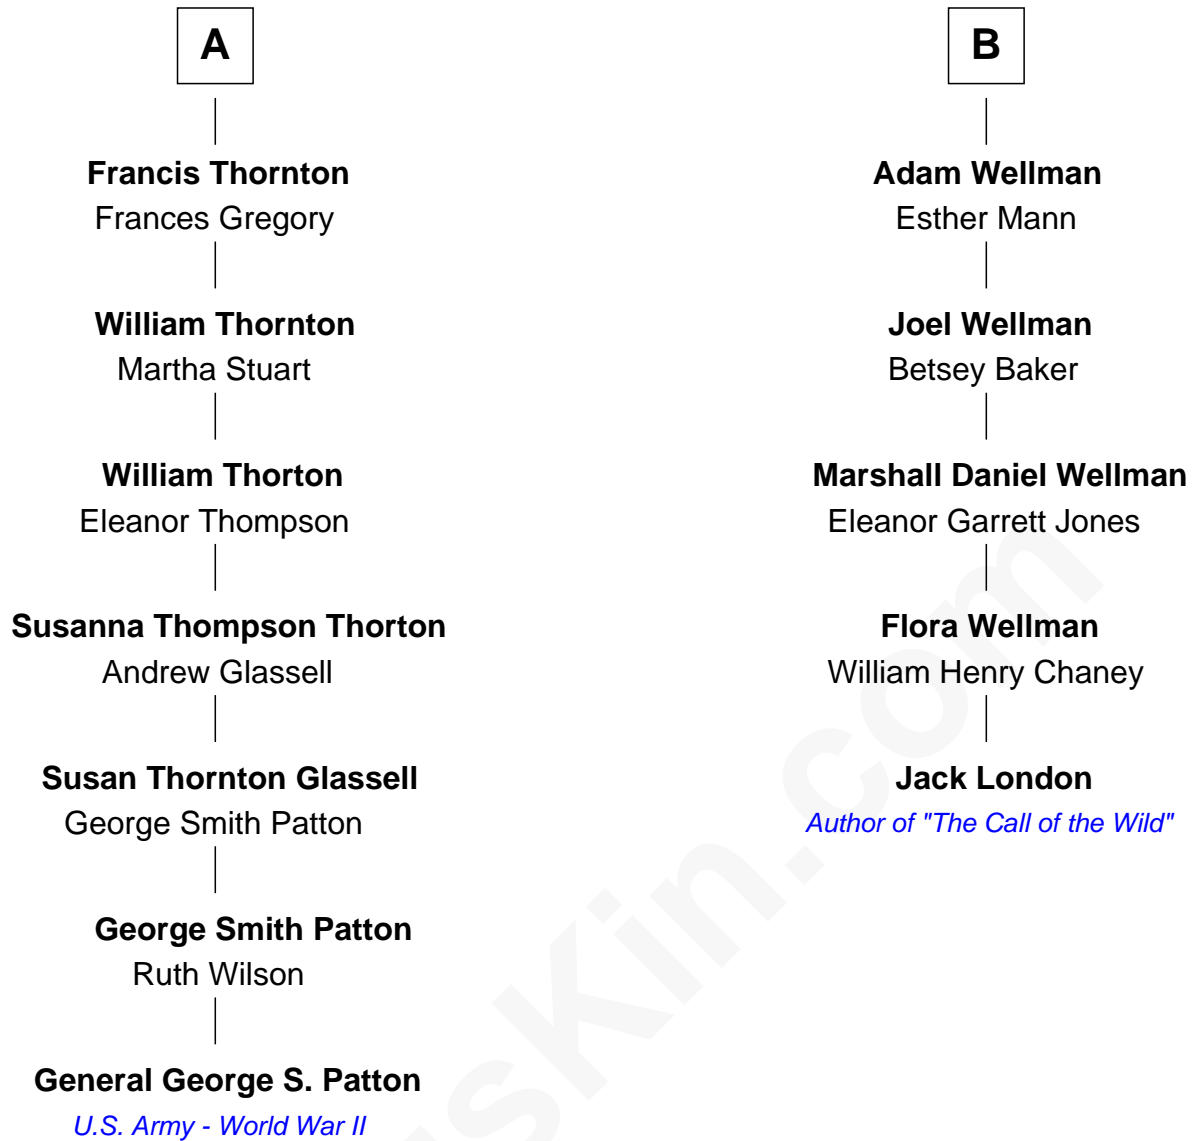 A
Francis Thornton
Frances Gregory
William Thornton
Martha Stuart
William Thorton
Eleanor Thompson
Susanna Thompson Thorton
Andrew Glassell
Susan Thornton Glassell
George Smith Patton
George Smith Patton
Ruth Wilson
General George S. Patton
U.S. Army - World War II
B
Adam Wellman
Esther Mann
Joel Wellman
Betsey Baker
Marshall Daniel Wellman
Eleanor Garrett Jones
Flora Wellman
William Henry Chaney
Jack London
Author of "The Call of the Wild"
usKin.com